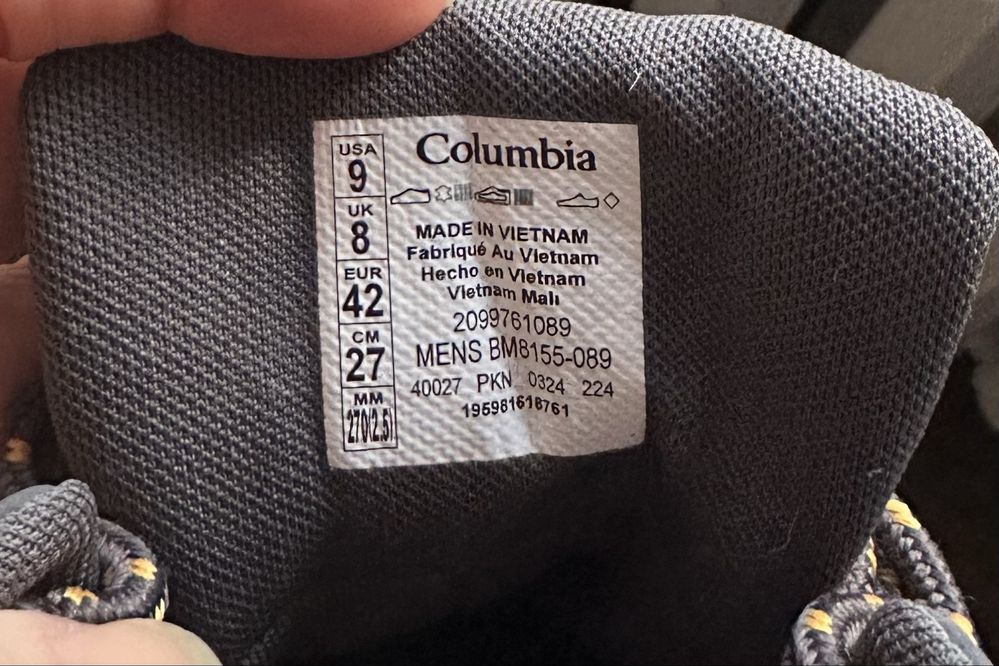 Columbia
USA
9
UK
8
EUR
42
CM
27
MM
270(2.5)
MADE IN VIETNAM
Fabriqué Au Vietnam
Hecho en Vietnam
Vietnam Malı
2099761089
MENS BM8155-089
40027 PKN 0324 224
195981618761